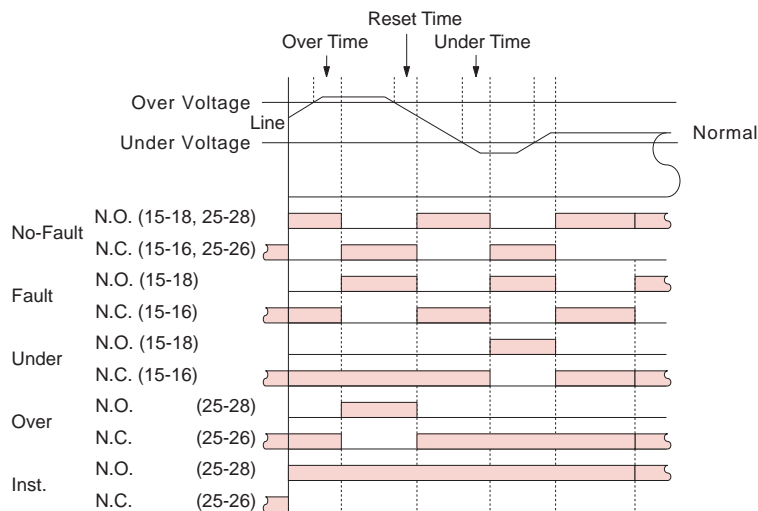 Reset Time
Over Time
Under Time
Over Voltage
Line
Under Voltage
Normal
No-Fault
N.O. (15-18, 25-28)
N.C. (15-16, 25-26)
Fault
N.O. (15-18)
N.C. (15-16)
Under
N.O. (15-18)
N.C. (15-16)
Over
N.O. (25-28)
N.C. (25-26)
Inst.
N.O. (25-28)
N.C. (25-26)